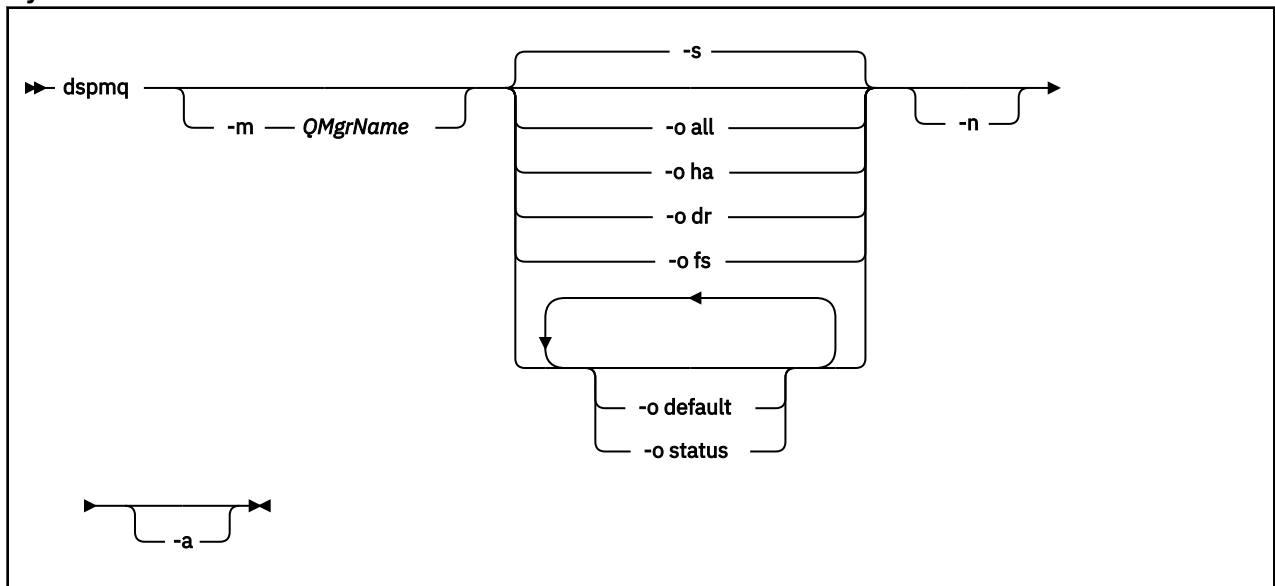 -s
dspmq
-m QMgrName
-n
-o all
-o ha
-o dr
-o fs
-o default
-o status
-a